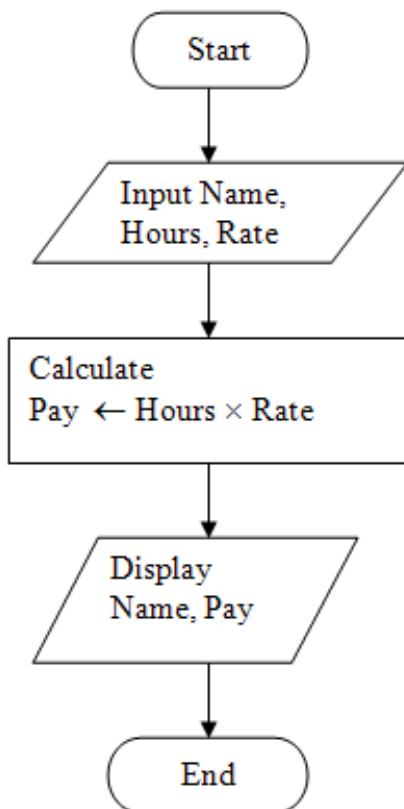 Start
Input Name,
Hours, Rate
Calculate
Pay ← Hours × Rate
Display
Name, Pay
End